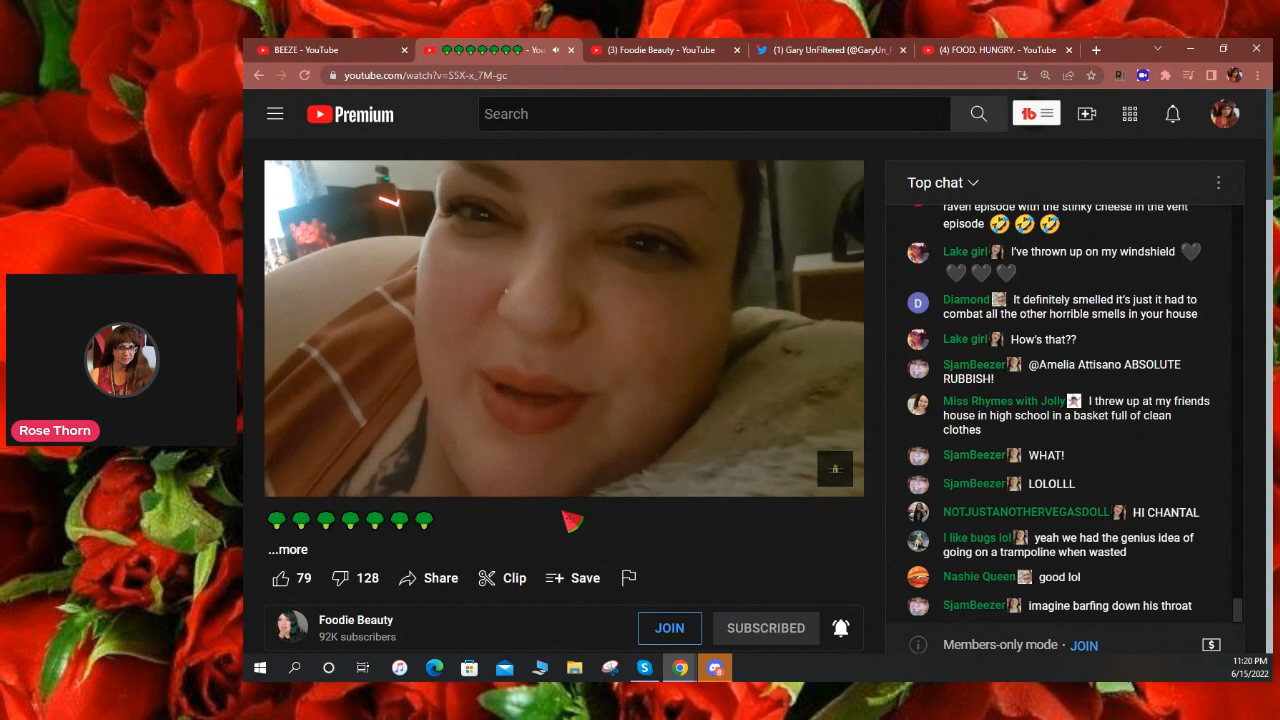 BEEZE - YouTube
- You
(3) Foodie Beauty - YouTube
(1) Gary UnFiltered (@GaryUn_
(4) FOOD. HUNGRY. - YouTube
youtube.com/watch?v=S5X-x_7M-gc
Premium
Search
Top chat
raven episode with the stinky cheese in the vent
episode 🤣🤣🤣
Lake girl I've thrown up on my windshield 🖤
🖤🖤🖤
D
Diamond It definitely smelled it's just it had to
combat all the other horrible smells in your house
Lake girl How's that??
SjamBeezer @Amelia Attisano ABSOLUTE
RUBBISH!
Miss Rhymes with Jolly I threw up at my friends
house in high school in a basket full of clean
clothes
SjamBeezer WHAT!
SjamBeezer LOLOLLL
NOTJUSTANOTHERVEGASDOLL HI CHANTAL
I like bugs lol yeah we had the genius idea of
going on a trampoline when wasted
Nashie Queen good lol
SjamBeezer imagine barfing down his throat
Members-only mode · JOIN
Rose Thorn
🥦🥦🥦🥦🥦🥦🥦 🍉
...more
79 128 Share Clip Save
Foodie Beauty
92K subscribers
JOIN
SUBSCRIBED
11:20 PM
6/15/2022